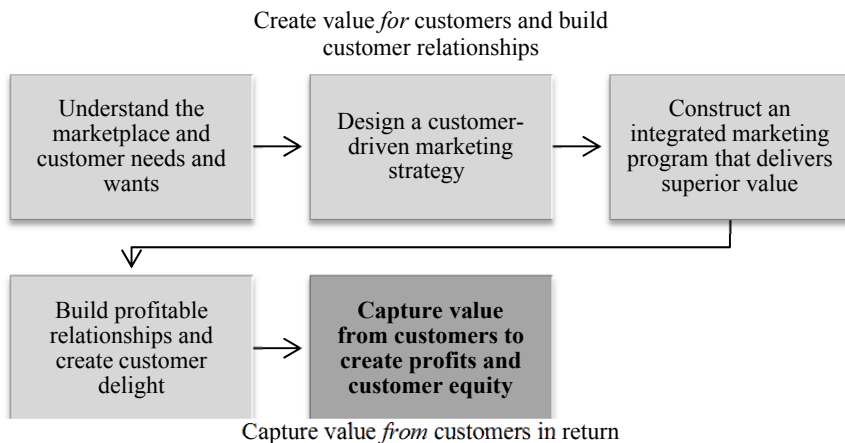 Create value for customers and build
customer relationships
Understand the
marketplace and
customer needs and
wants
Design a customer-
driven marketing
strategy
Construct an
integrated marketing
program that delivers
superior value
Build profitable
relationships and
create customer
delight
Capture value
from customers to
create profits and
customer equity
Capture value from customers in return